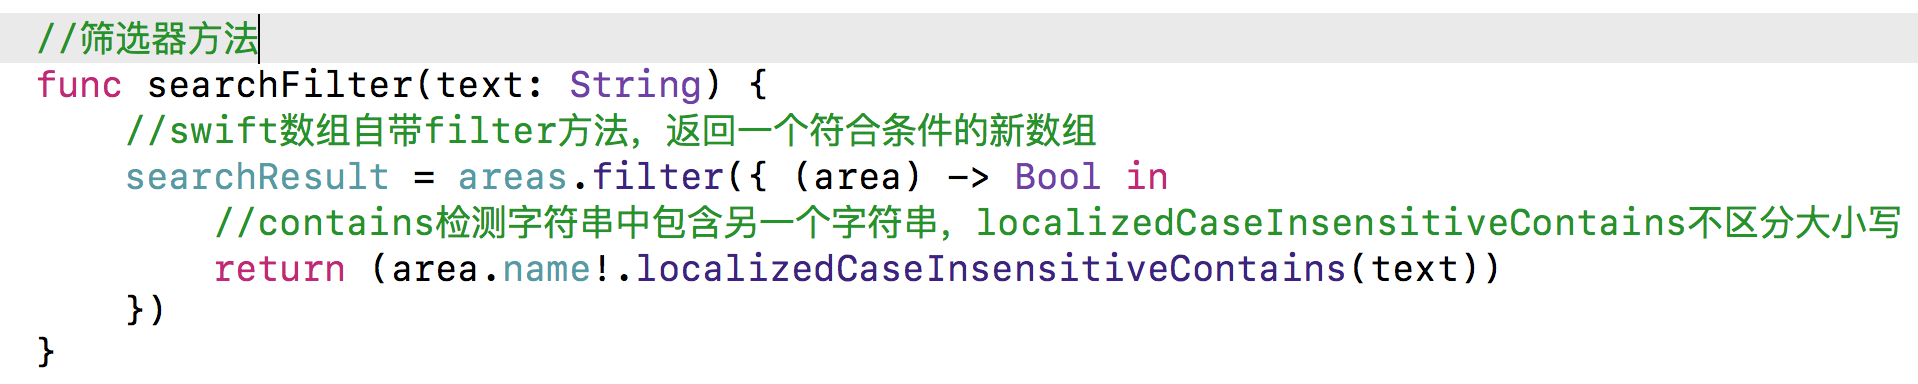 //筛选器方法
func searchFilter(text: String) {
    //swift数组自带filter方法，返回一个符合条件的新数组
    searchResult = areas.filter({ (area) -> Bool in
        //contains检测字符串中包含另一个字符串，localizedCaseInsensitiveContains不区分大小写
        return (area.name!.localizedCaseInsensitiveContains(text))
    })
}